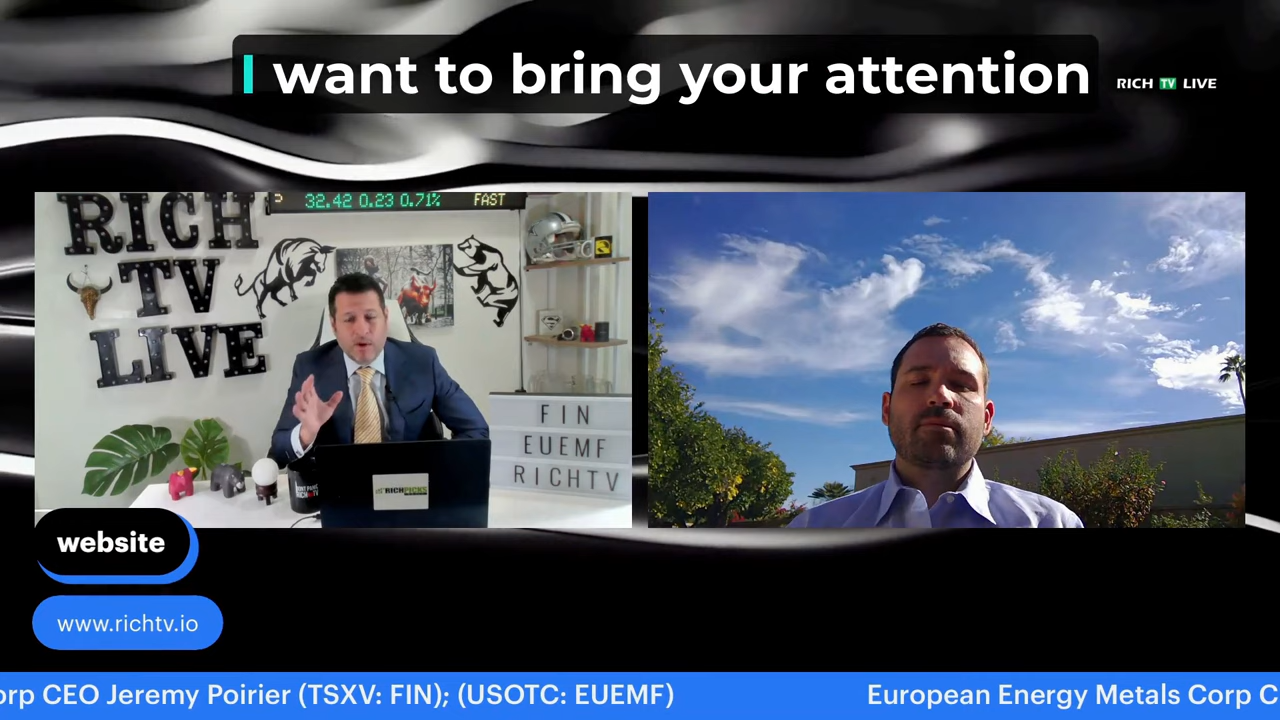 I want to bring your attention
RICH TV LIVE
32.42 0.23 0.71% FAST
RICH
TV
LIVE
FIN
EUEMF
RICHTV
website
www.richtv.io
orp CEO Jeremy Poirier (TSXV: FIN); (USOTC: EUEMF) European Energy Metals Corp C